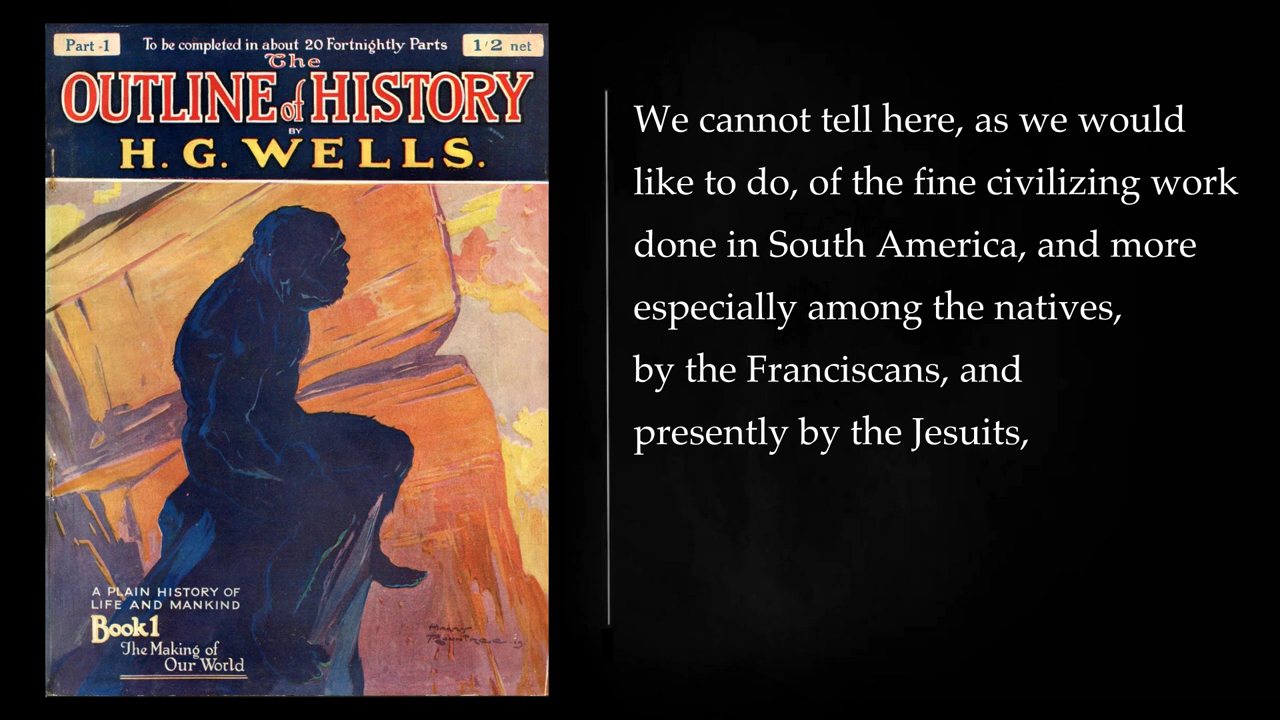 Part -1
To be completed in about 20 Fortnightly Parts
1/2 net
The
OUTLINE of HISTORY
BY
H. G. WELLS.
A PLAIN HISTORY OF
LIFE AND MANKIND
Book 1
The Making of
Our World
We cannot tell here, as we would
like to do, of the fine civilizing work
done in South America, and more
especially among the natives,
by the Franciscans, and
presently by the Jesuits,